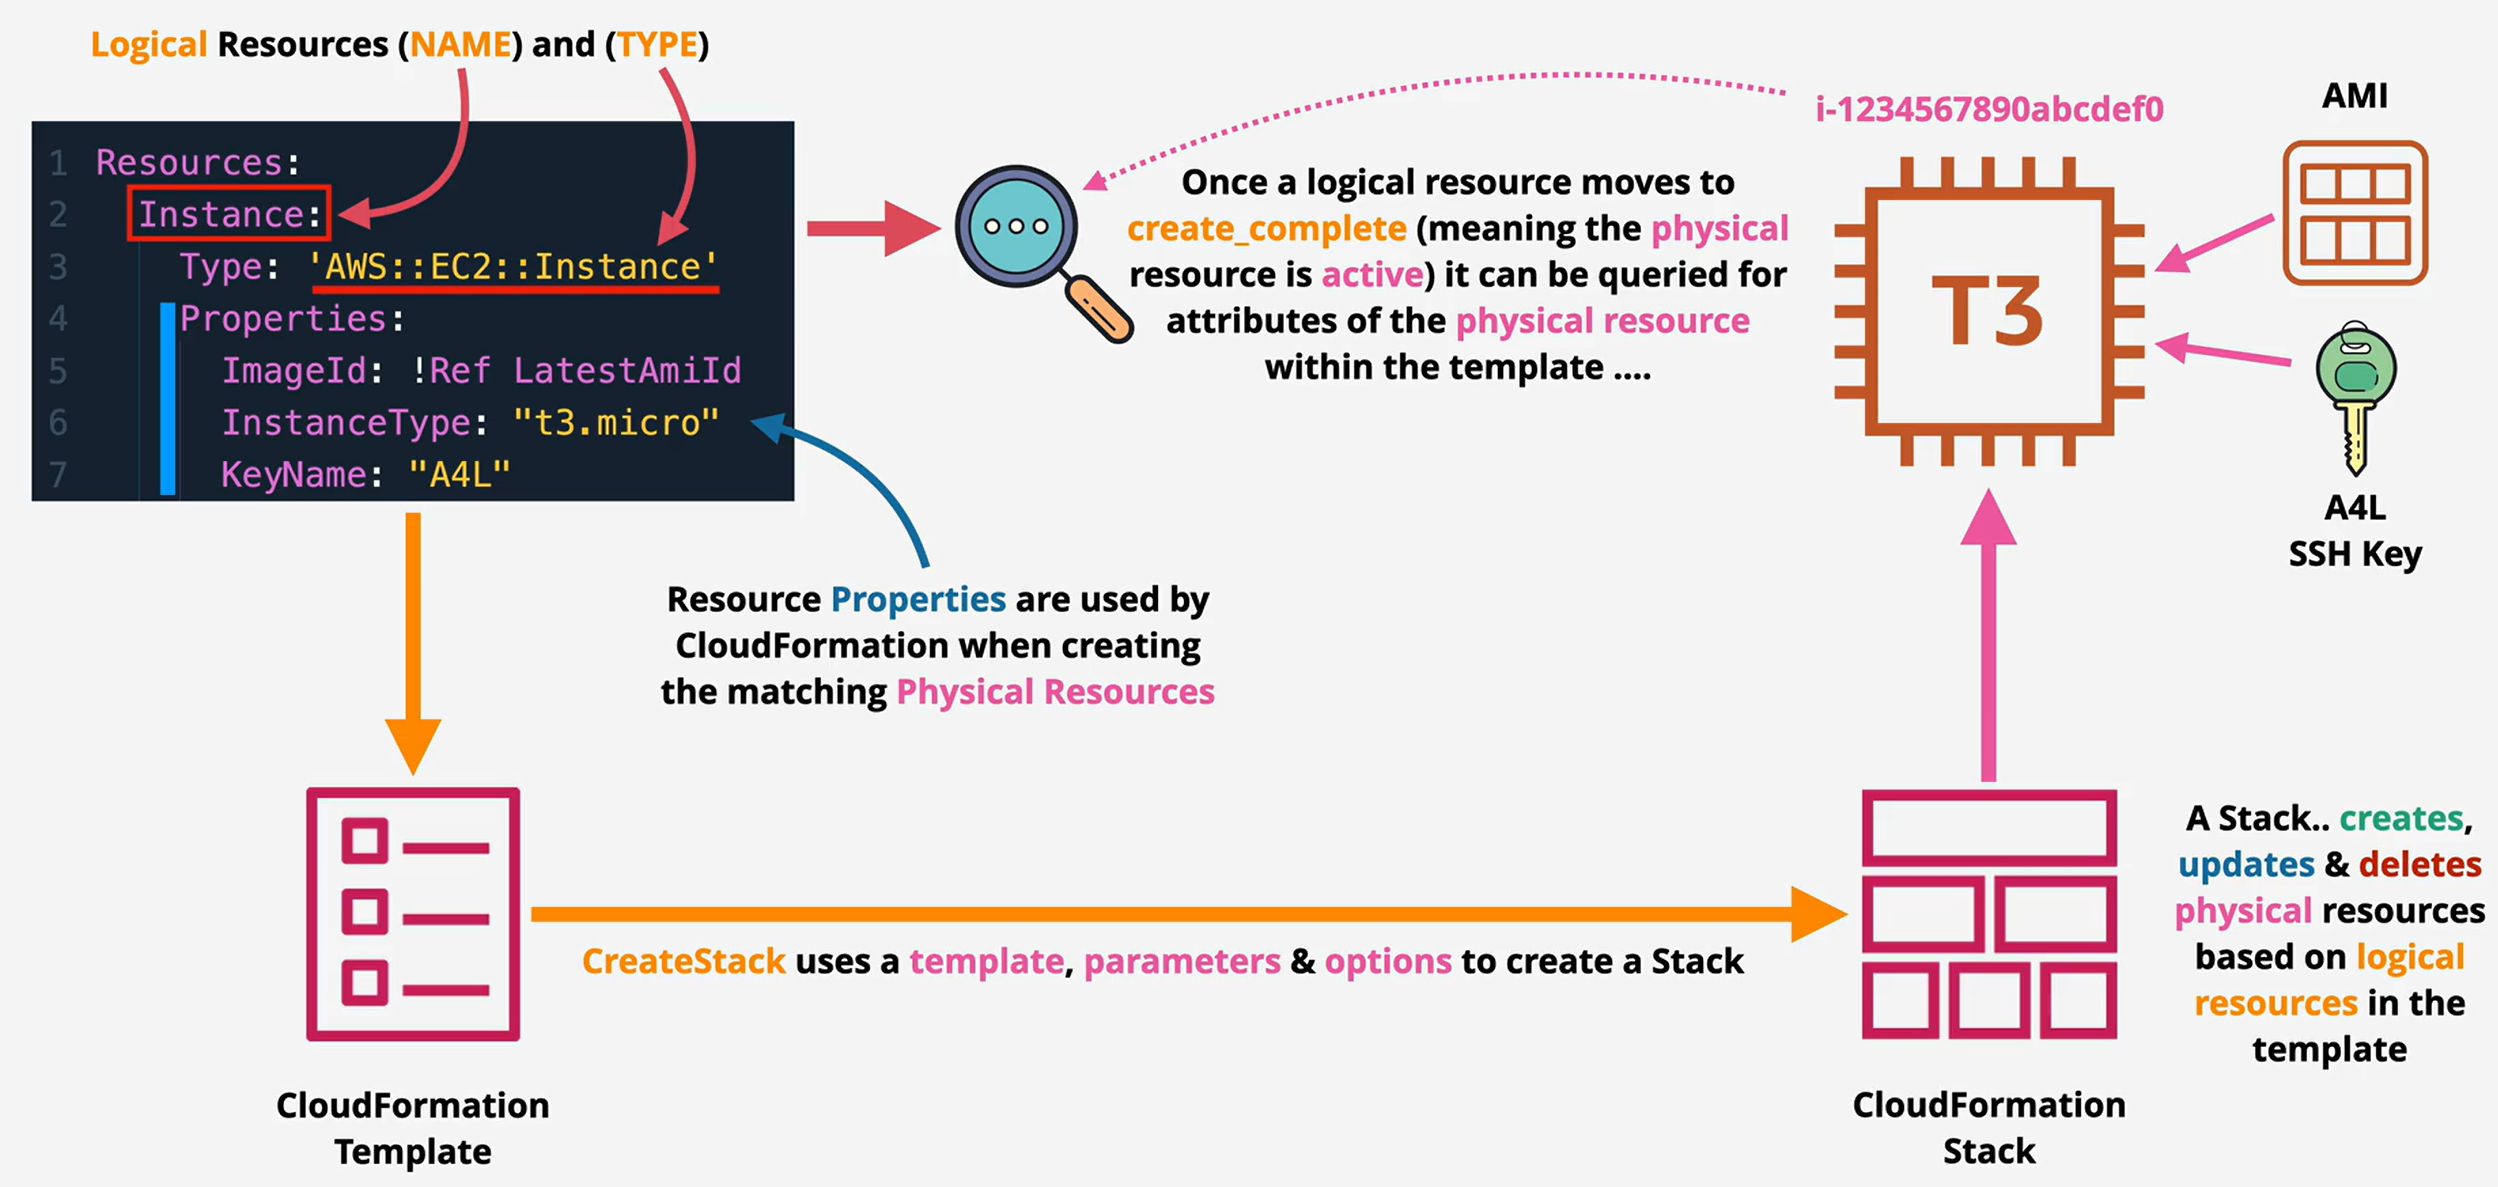 Logical Resources (NAME) and (TYPE)
1 Resources:
2 Instance:
3 Type: 'AWS::EC2::Instance'
4 Properties:
5 ImageId: !Ref LatestAmiId
6 InstanceType: "t3.micro"
7 KeyName: "A4L"
Once a logical resource moves to
create_complete (meaning the physical
resource is active) it can be queried for
attributes of the physical resource
within the template ....
i-1234567890abcdef0
T3
AMI
A4L
SSH Key
Resource Properties are used by
CloudFormation when creating
the matching Physical Resources
CloudFormation
Template
CreateStack uses a template, parameters & options to create a Stack
CloudFormation
Stack
A Stack.. creates,
updates & deletes
physical resources
based on logical
resources in the
template